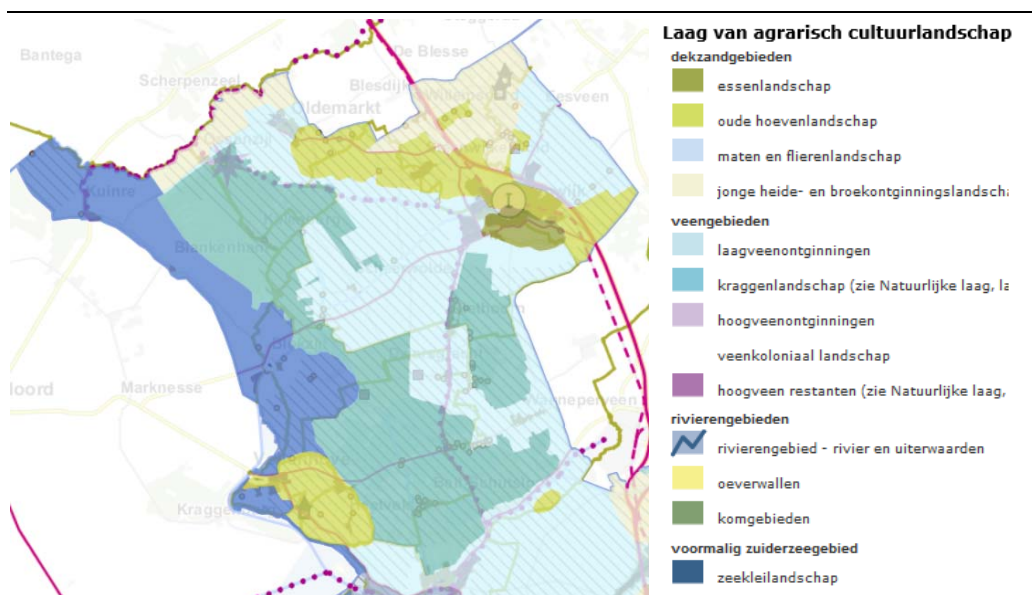 Bantega
De Blesse
Scherpenzeel
Blesdijke
Oldemarkt
Kuinre
Blankenham
Marknesse
Wanneperveen
Laag van agrarisch cultuurlandschap
dekzandgebieden
essenlandschap
oude hoevenlandschap
maten en flierenlandschap
jonge heide- en broekontginningslandscha
veengebieden
laagveenontginningen
kraggenlandschap (zie Natuurlijke laag, la
hoogveenontginningen
veenkoloniaal landschap
hoogveen restanten (zie Natuurlijke laag,
rivierengebieden
rivierengebied - rivier en uiterwaarden
oeverwallen
komgebieden
voormalig zuiderzeegebied
zeekleilandschap